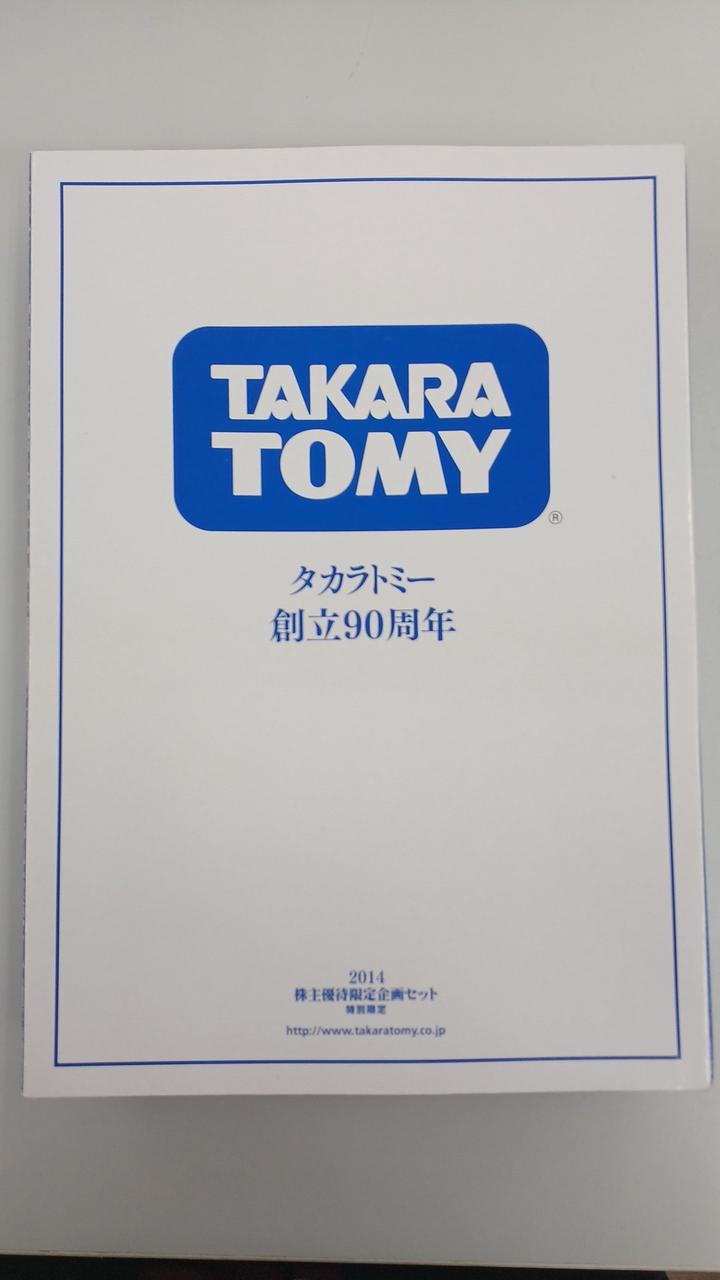 TAKARA
TOMY
®
タカラトミー
創立90周年
2014
株主優待限定企画セット
特別限定
http://www.takaratomy.co.jp